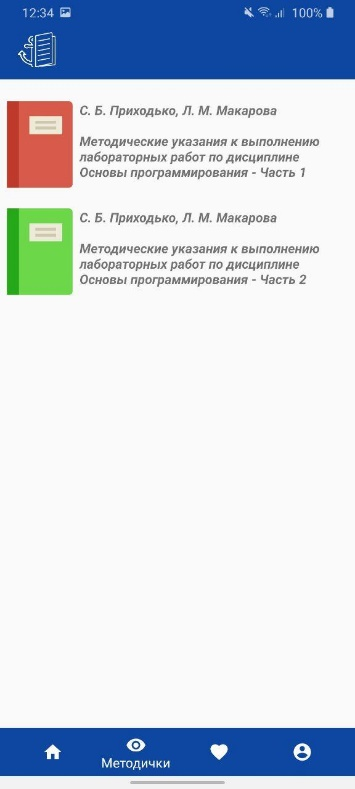 12:34
100%
С. Б. Приходько, Л. М. Макарова
Методические указания к выполнению
лабораторных работ по дисциплине
Основы программирования - Часть 1
С. Б. Приходько, Л. М. Макарова
Методические указания к выполнению
лабораторных работ по дисциплине
Основы программирования - Часть 2
Методички